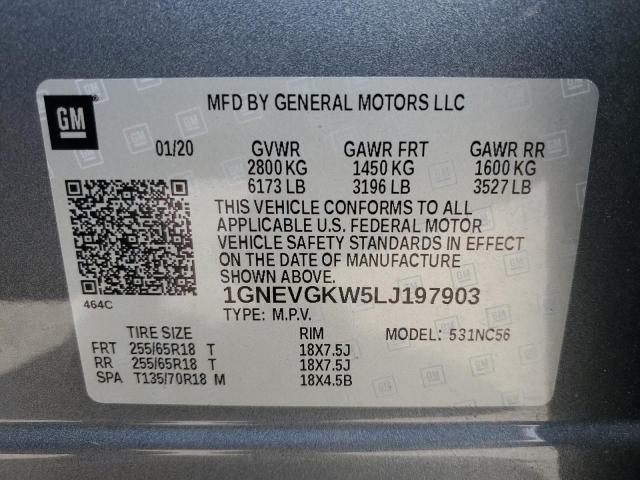 GM
MFD BY GENERAL MOTORS LLC
01/20 GVWR GAWR FRT GAWR RR
2800 KG 1450 KG 1600 KG
6173 LB 3196 LB 3527 LB
THIS VEHICLE CONFORMS TO ALL
APPLICABLE U.S. FEDERAL MOTOR
VEHICLE SAFETY STANDARDS IN EFFECT
ON THE DATE OF MANUFACTURE
464C
1GNEVGKW5LJ197903
TYPE: M.P.V.
TIRE SIZE RIM MODEL: 531NC56
FRT 255/65R18 T 18X7.5J
RR 255/65R18 T 18X7.5J
SPA T135/70R18 M 18X4.5B